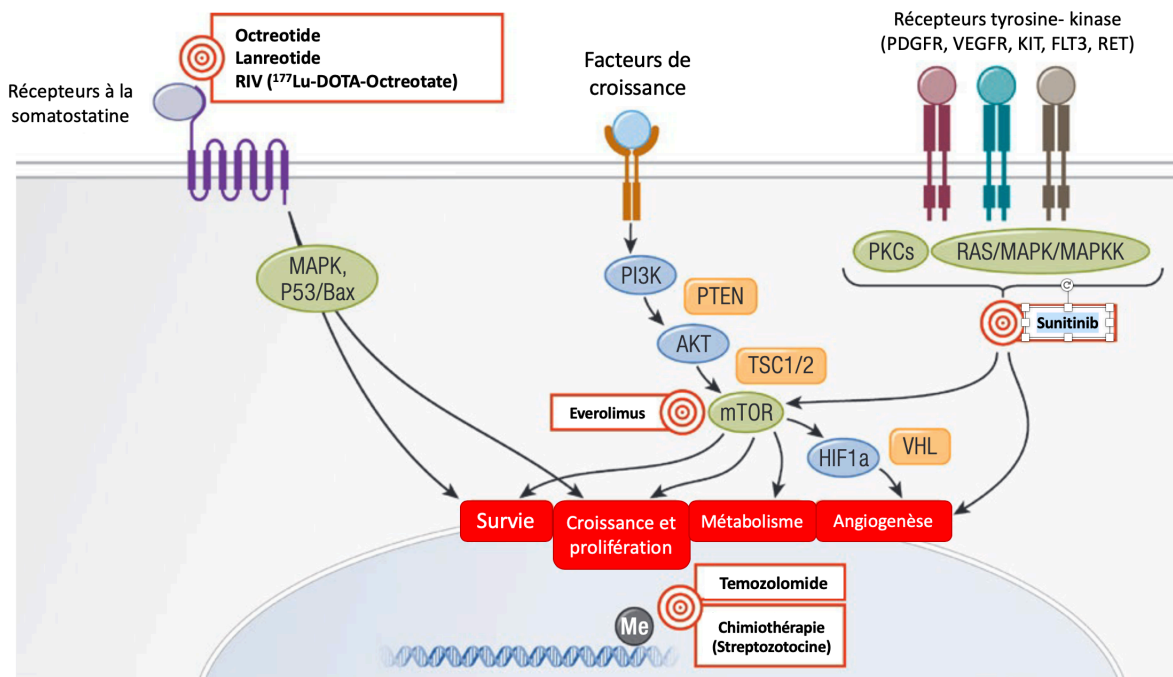 Octreotide
Lanreotide
RIV (¹⁷⁷Lu-DOTA-Octreotate)
Récepteurs à la
somatostatine
Facteurs de
croissance
Récepteurs tyrosine- kinase
(PDGFR, VEGFR, KIT, FLT3, RET)
MAPK,
P53/Bax
PI3K
PTEN
AKT
TSC1/2
PKCs
RAS/MAPK/MAPKK
Sunitinib
Everolimus
mTOR
HIF1a
VHL
Survie
Croissance et
prolifération
Métabolisme
Angiogenèse
Temozolomide
Me
Chimiothérapie
(Streptozotocine)